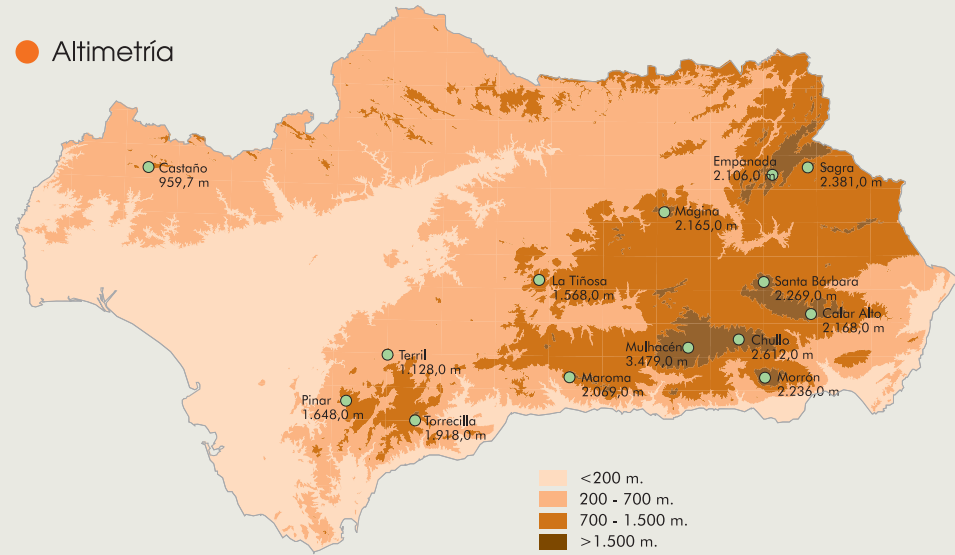 Altimetría
Castaño
959,7 m
Empanada
2.106,0 m
Sagra
2.381,0 m
Mágina
2.165,0 m
La Tiñosa
1.568,0 m
Santa Bárbara
2.269,0 m
Calar Alto
2.168,0 m
Terril
1.128,0 m
Mulhacén
3.479,0 m
Chullo
2.612,0 m
Maroma
2.069,0 m
Morrón
2.236,0 m
Pinar
1.648,0 m
Torrecilla
1.918,0 m
<200 m.
200 - 700 m.
700 - 1.500 m.
>1.500 m.